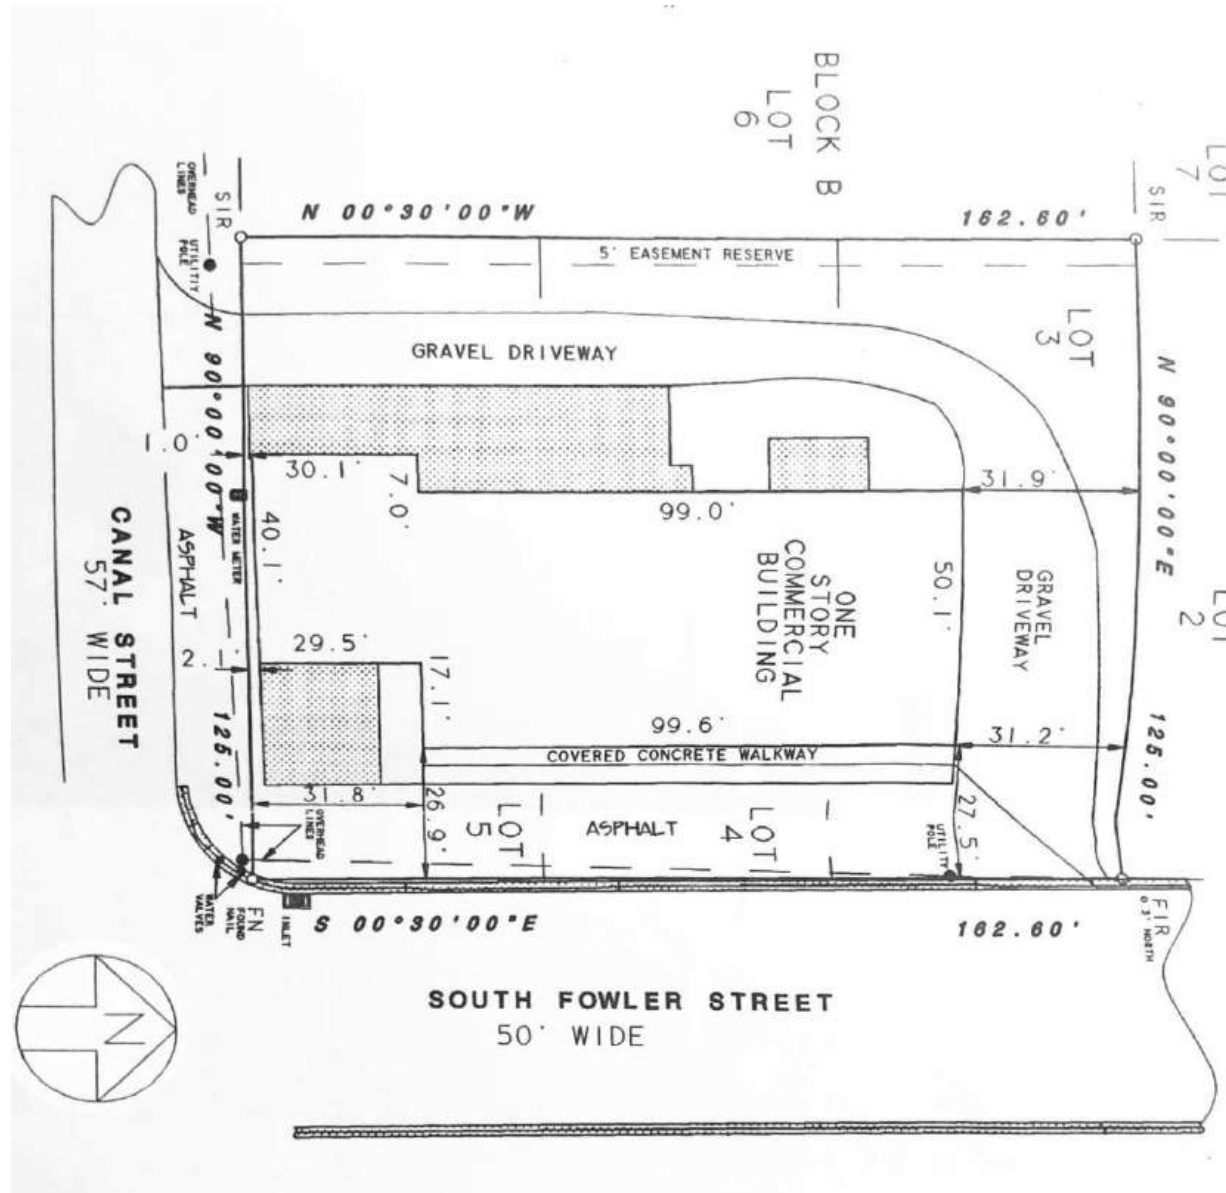 BLOCK B
LOT
6
LOT
7
SIR
SIR
OVERHEAD
LINES
UTILITIY
POLE
N 00°30'00"W
162.60'
5' EASEMENT RESERVE
LOT
3
GRAVEL DRIVEWAY
N 90°00'00"W
125.00'
N 90°00'00"E
125.00'
1.0'
30.1'
7.0'
99.0'
31.9'
WATER METER
40.1'
CANAL STREET
57' WIDE
ASPHALT
ONE
STORY
COMMERCIAL
BUILDING
50.1'
GRAVEL
DRIVEWAY
LOT
2
29.5'
2.
17.1'
99.6'
31.2'
COVERED CONCRETE WALKWAY
31.8'
26.9'
27.5'
OVERHEAD
LINES
LOT
5
ASPHALT
LOT
4
UTILITY
POLE
WATER
VALVES
FN
FOUND
NAIL
INLET
S 00°30'00"E
162.60'
FIR
0.3' NORTH
SOUTH FOWLER STREET
50' WIDE
N